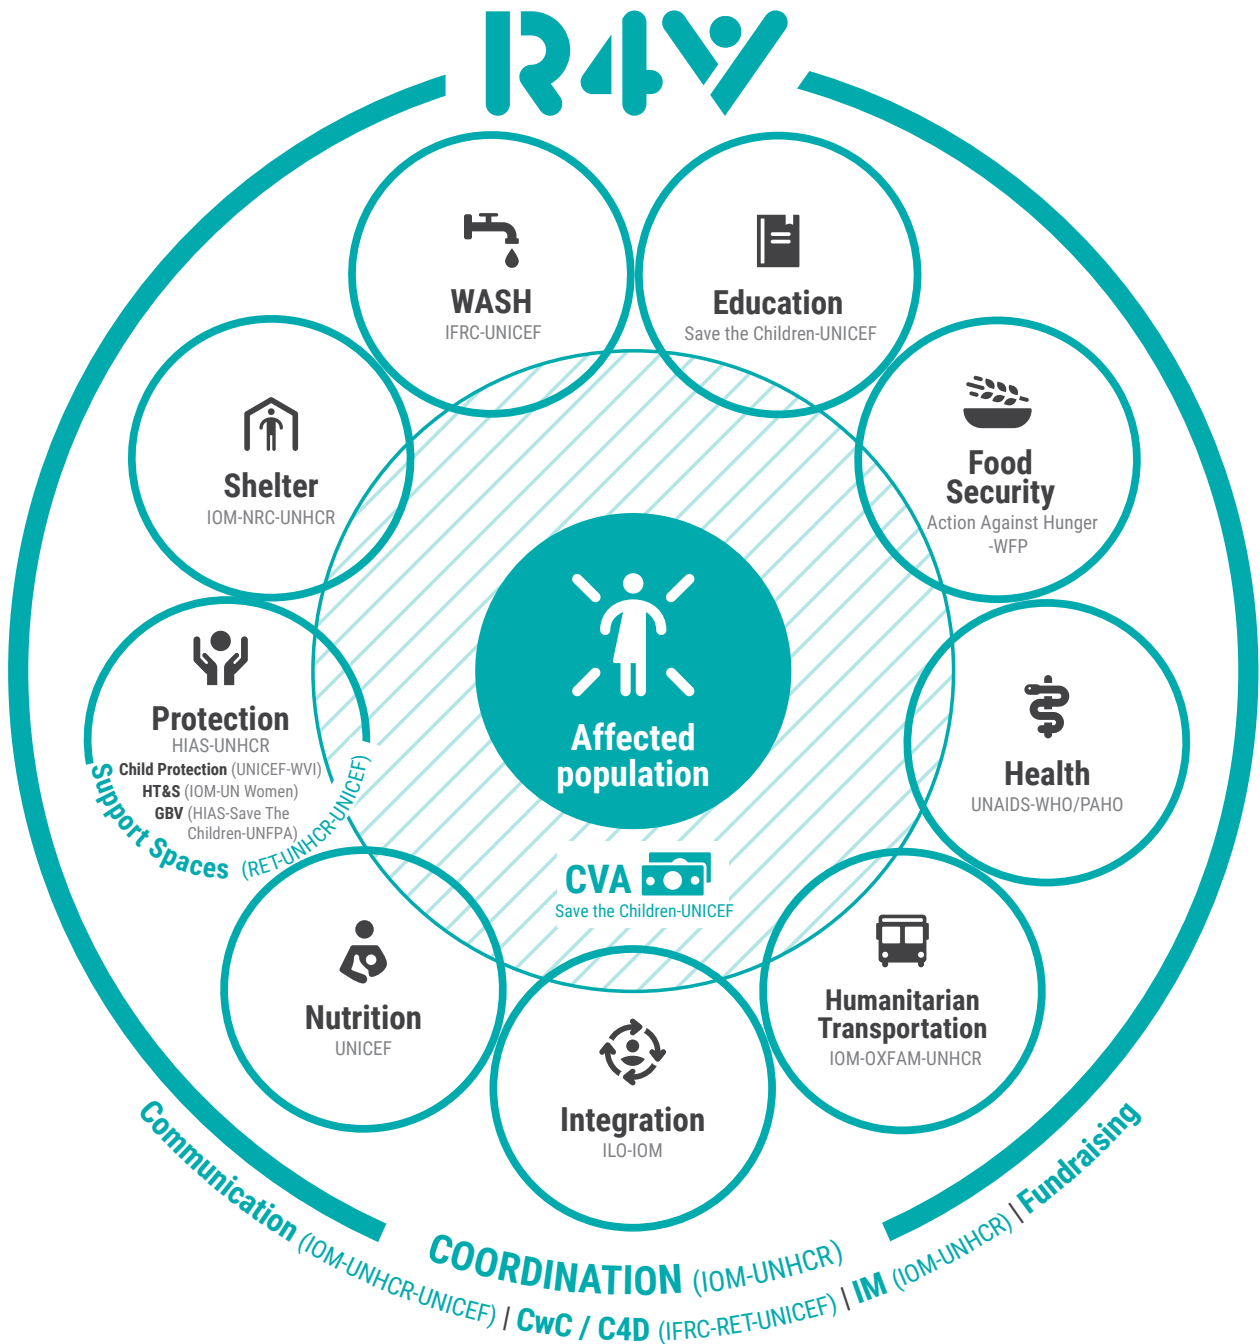 R4V
WASH
IFRC-UNICEF
Education
Save the Children-UNICEF
Shelter
IOM-NRC-UNHCR
Food
Security
Action Against Hunger
-WFP
Protection
HIAS-UNHCR
Child Protection (UNICEF-WVI)
HT&S (IOM-UN Women)
GBV (HIAS-Save The
Children-UNFPA)
Support Spaces (RET-UNHCR-UNICEF)
Affected
population
Health
UNAIDS-WHO/PAHO
CVA
Save the Children-UNICEF
Nutrition
UNICEF
Humanitarian
Transportation
IOM-OXFAM-UNHCR
Integration
ILO-IOM
COORDINATION (IOM-UNHCR)
Communication (IOM-UNHCR-UNICEF) | CwC / C4D (IFRC-RET-UNICEF) | IM (IOM-UNHCR) | Fundraising